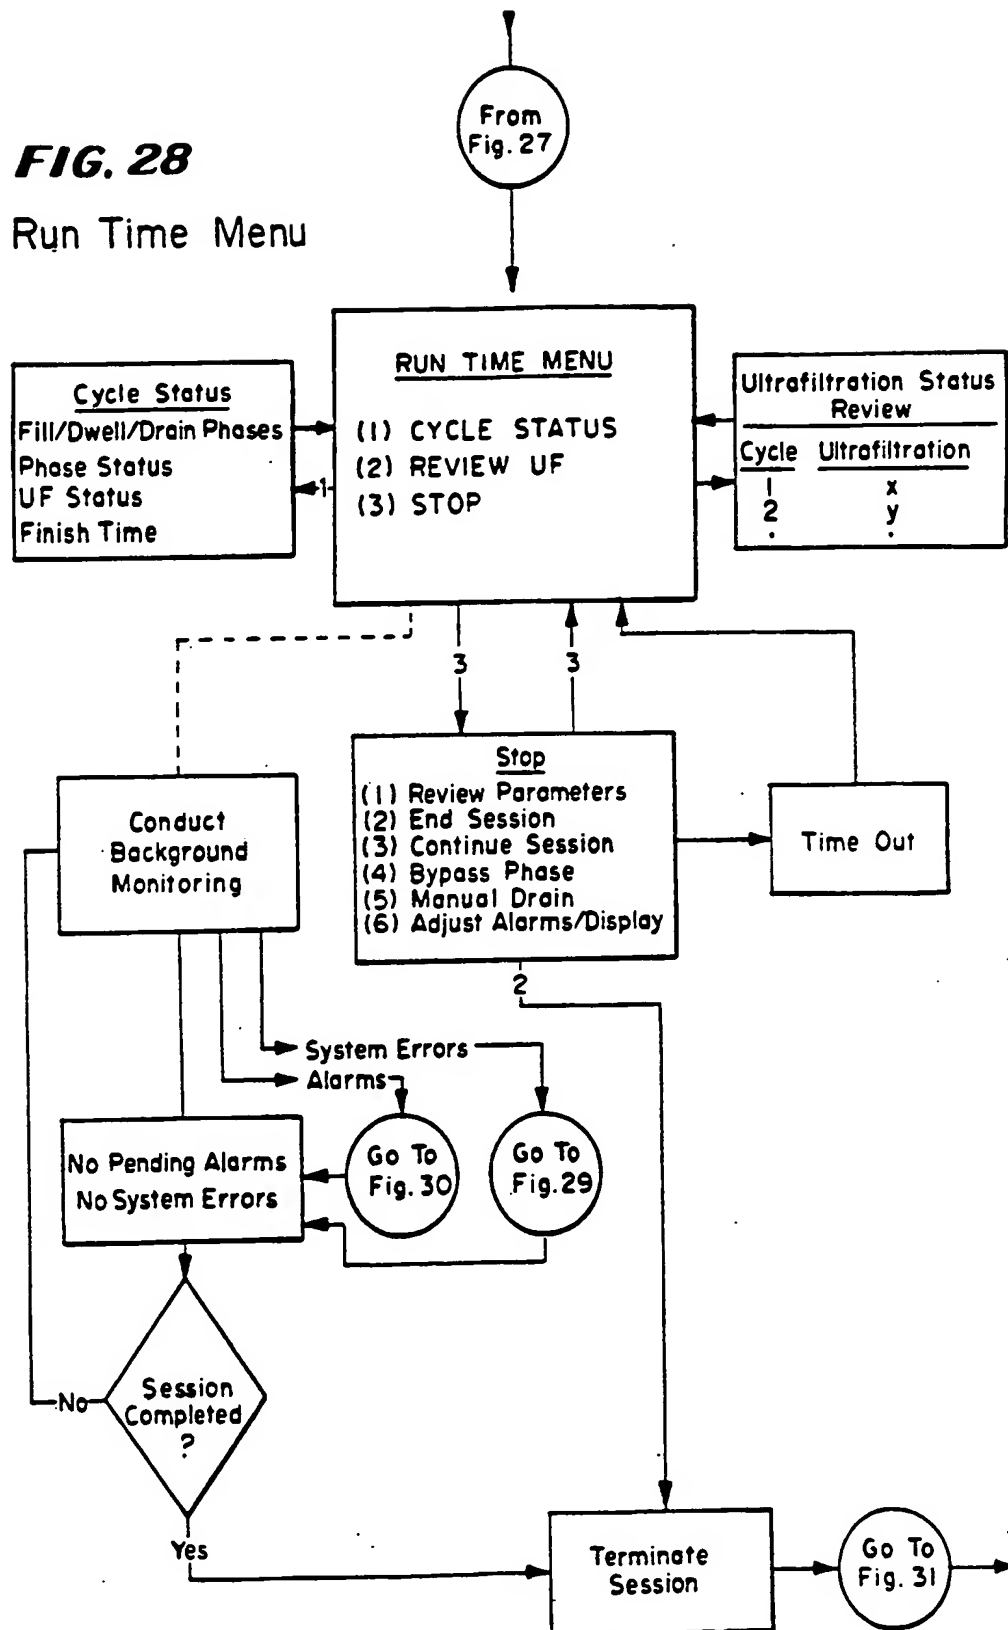 From
Fig. 27
FIG. 28
Run Time Menu
RUN TIME MENU
(1) CYCLE STATUS
(2) REVIEW UF
(3) STOP
Cycle Status
Fill/Dwell/Drain Phases
Phase Status
UF Status
Finish Time
1
Ultrafiltration Status
Review
Cycle Ultrafiltration
1 x
2 y
. .
3
3
Stop
(1) Review Parameters
(2) End Session
(3) Continue Session
(4) Bypass Phase
(5) Manual Drain
(6) Adjust Alarms/Display
Time Out
Conduct
Background
Monitoring
2
System Errors
Alarms
No Pending Alarms
No System Errors
Go To
Fig. 30
Go To
Fig. 29
Session
Completed
?
No
Yes
Terminate
Session
Go To
Fig. 31